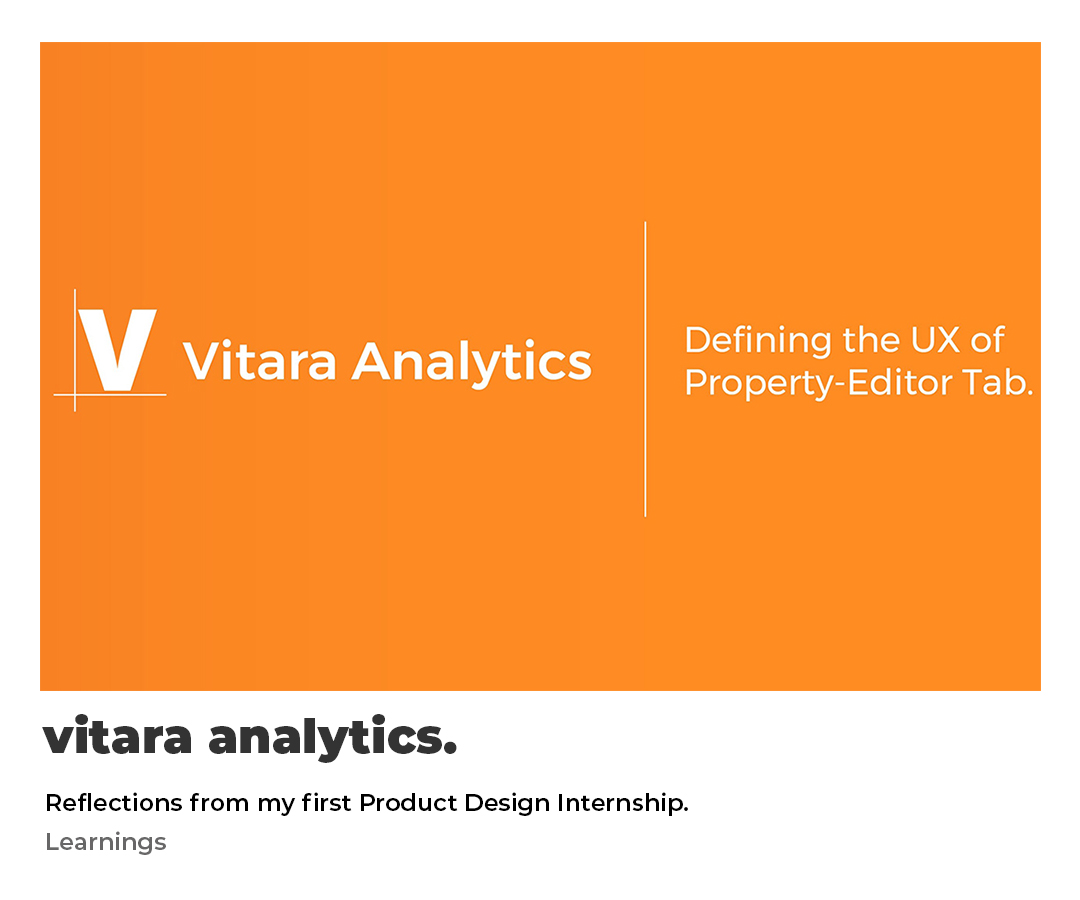 V
Vitara Analytics
Defining the UX of
Property-Editor Tab.
vitara analytics.
Reflections from my first Product Design Internship.
Learnings